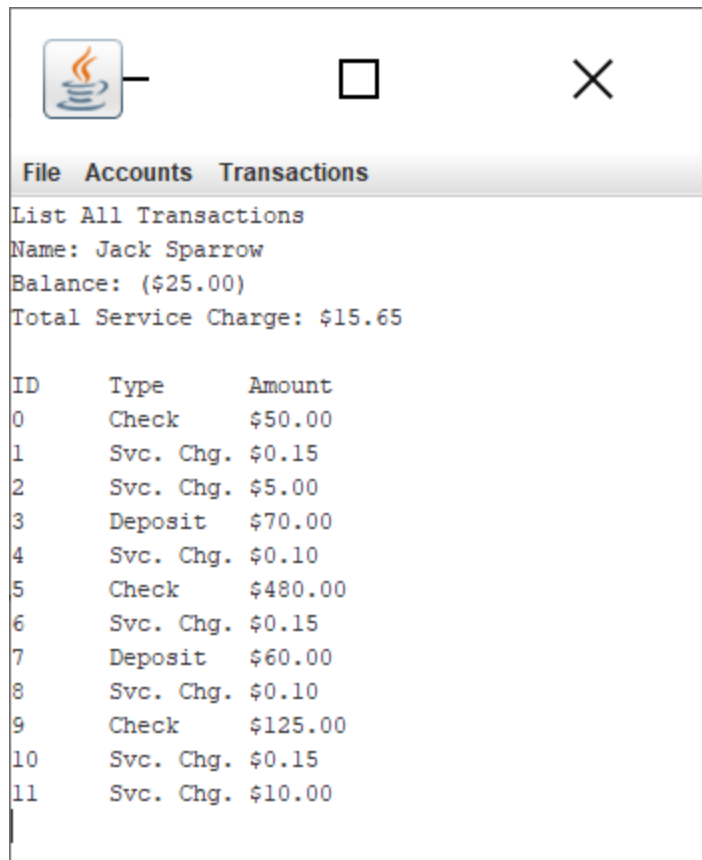 File Accounts Transactions
List All Transactions
Name: Jack Sparrow
Balance: ($25.00)
Total Service Charge: $15.65
ID Type Amount
0 Check $50.00
1 Svc. Chg. $0.15
2 Svc. Chg. $5.00
3 Deposit $70.00
4 Svc. Chg. $0.10
5 Check $480.00
6 Svc. Chg. $0.15
7 Deposit $60.00
8 Svc. Chg. $0.10
9 Check $125.00
10 Svc. Chg. $0.15
11 Svc. Chg. $10.00